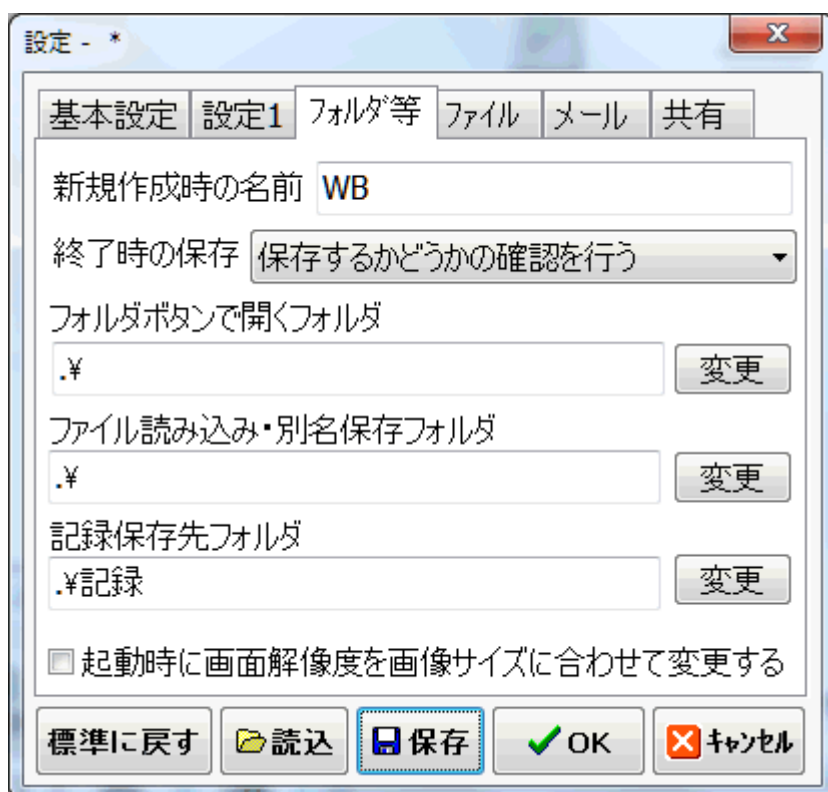 設定 - *
基本設定 設定1 フォルダ等 ファイル メール 共有
新規作成時の名前 WB
終了時の保存 保存するかどうかの確認を行う
フォルダボタンで開くフォルダ
.¥ 変更
ファイル読み込み・別名保存フォルダ
.¥ 変更
記録保存先フォルダ
.¥記録 変更
起動時に画面解像度を画像サイズに合わせて変更する
標準に戻す 読込 保存 OK キャンセル